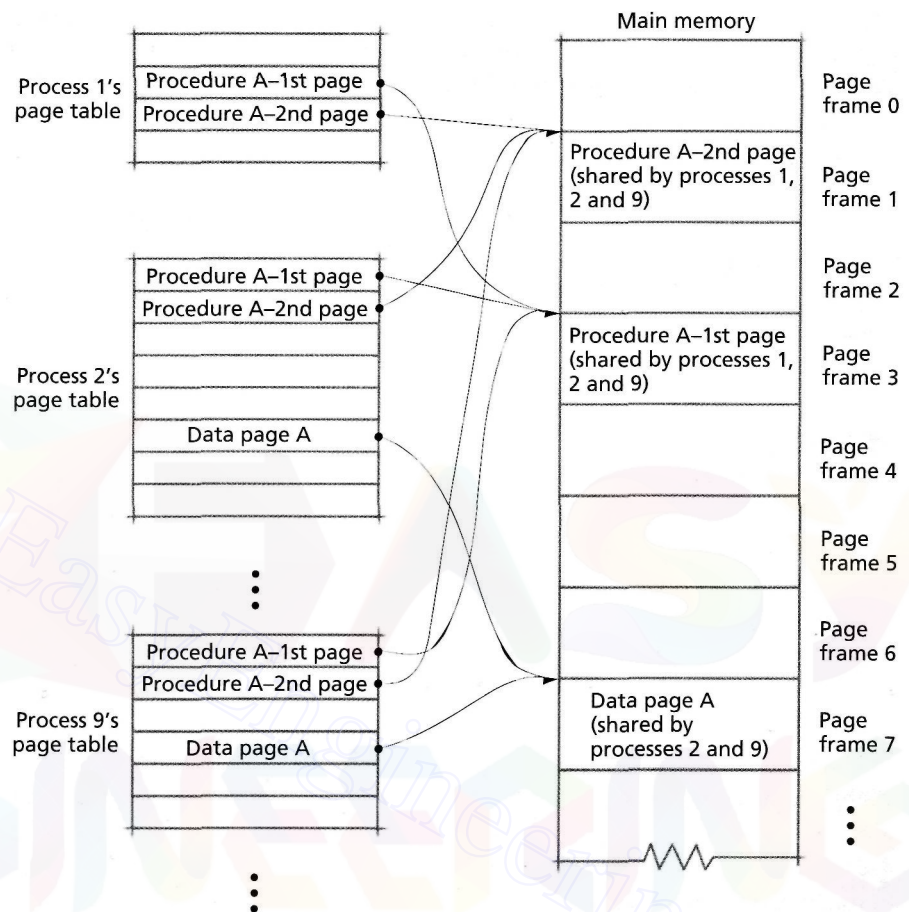 Main memory
Process 1's
page table
Procedure A–1st page
Procedure A–2nd page
Process 2's
page table
Procedure A–1st page
Procedure A–2nd page
Data page A
Process 9's
page table
Procedure A–1st page
Procedure A–2nd page
Data page A
Page
frame 0
Procedure A–2nd page
(shared by processes 1,
2 and 9)
Page
frame 1
Page
frame 2
Procedure A–1st page
(shared by processes 1,
2 and 9)
Page
frame 3
Page
frame 4
Page
frame 5
Page
frame 6
Data page A
(shared by
processes 2 and 9)
Page
frame 7